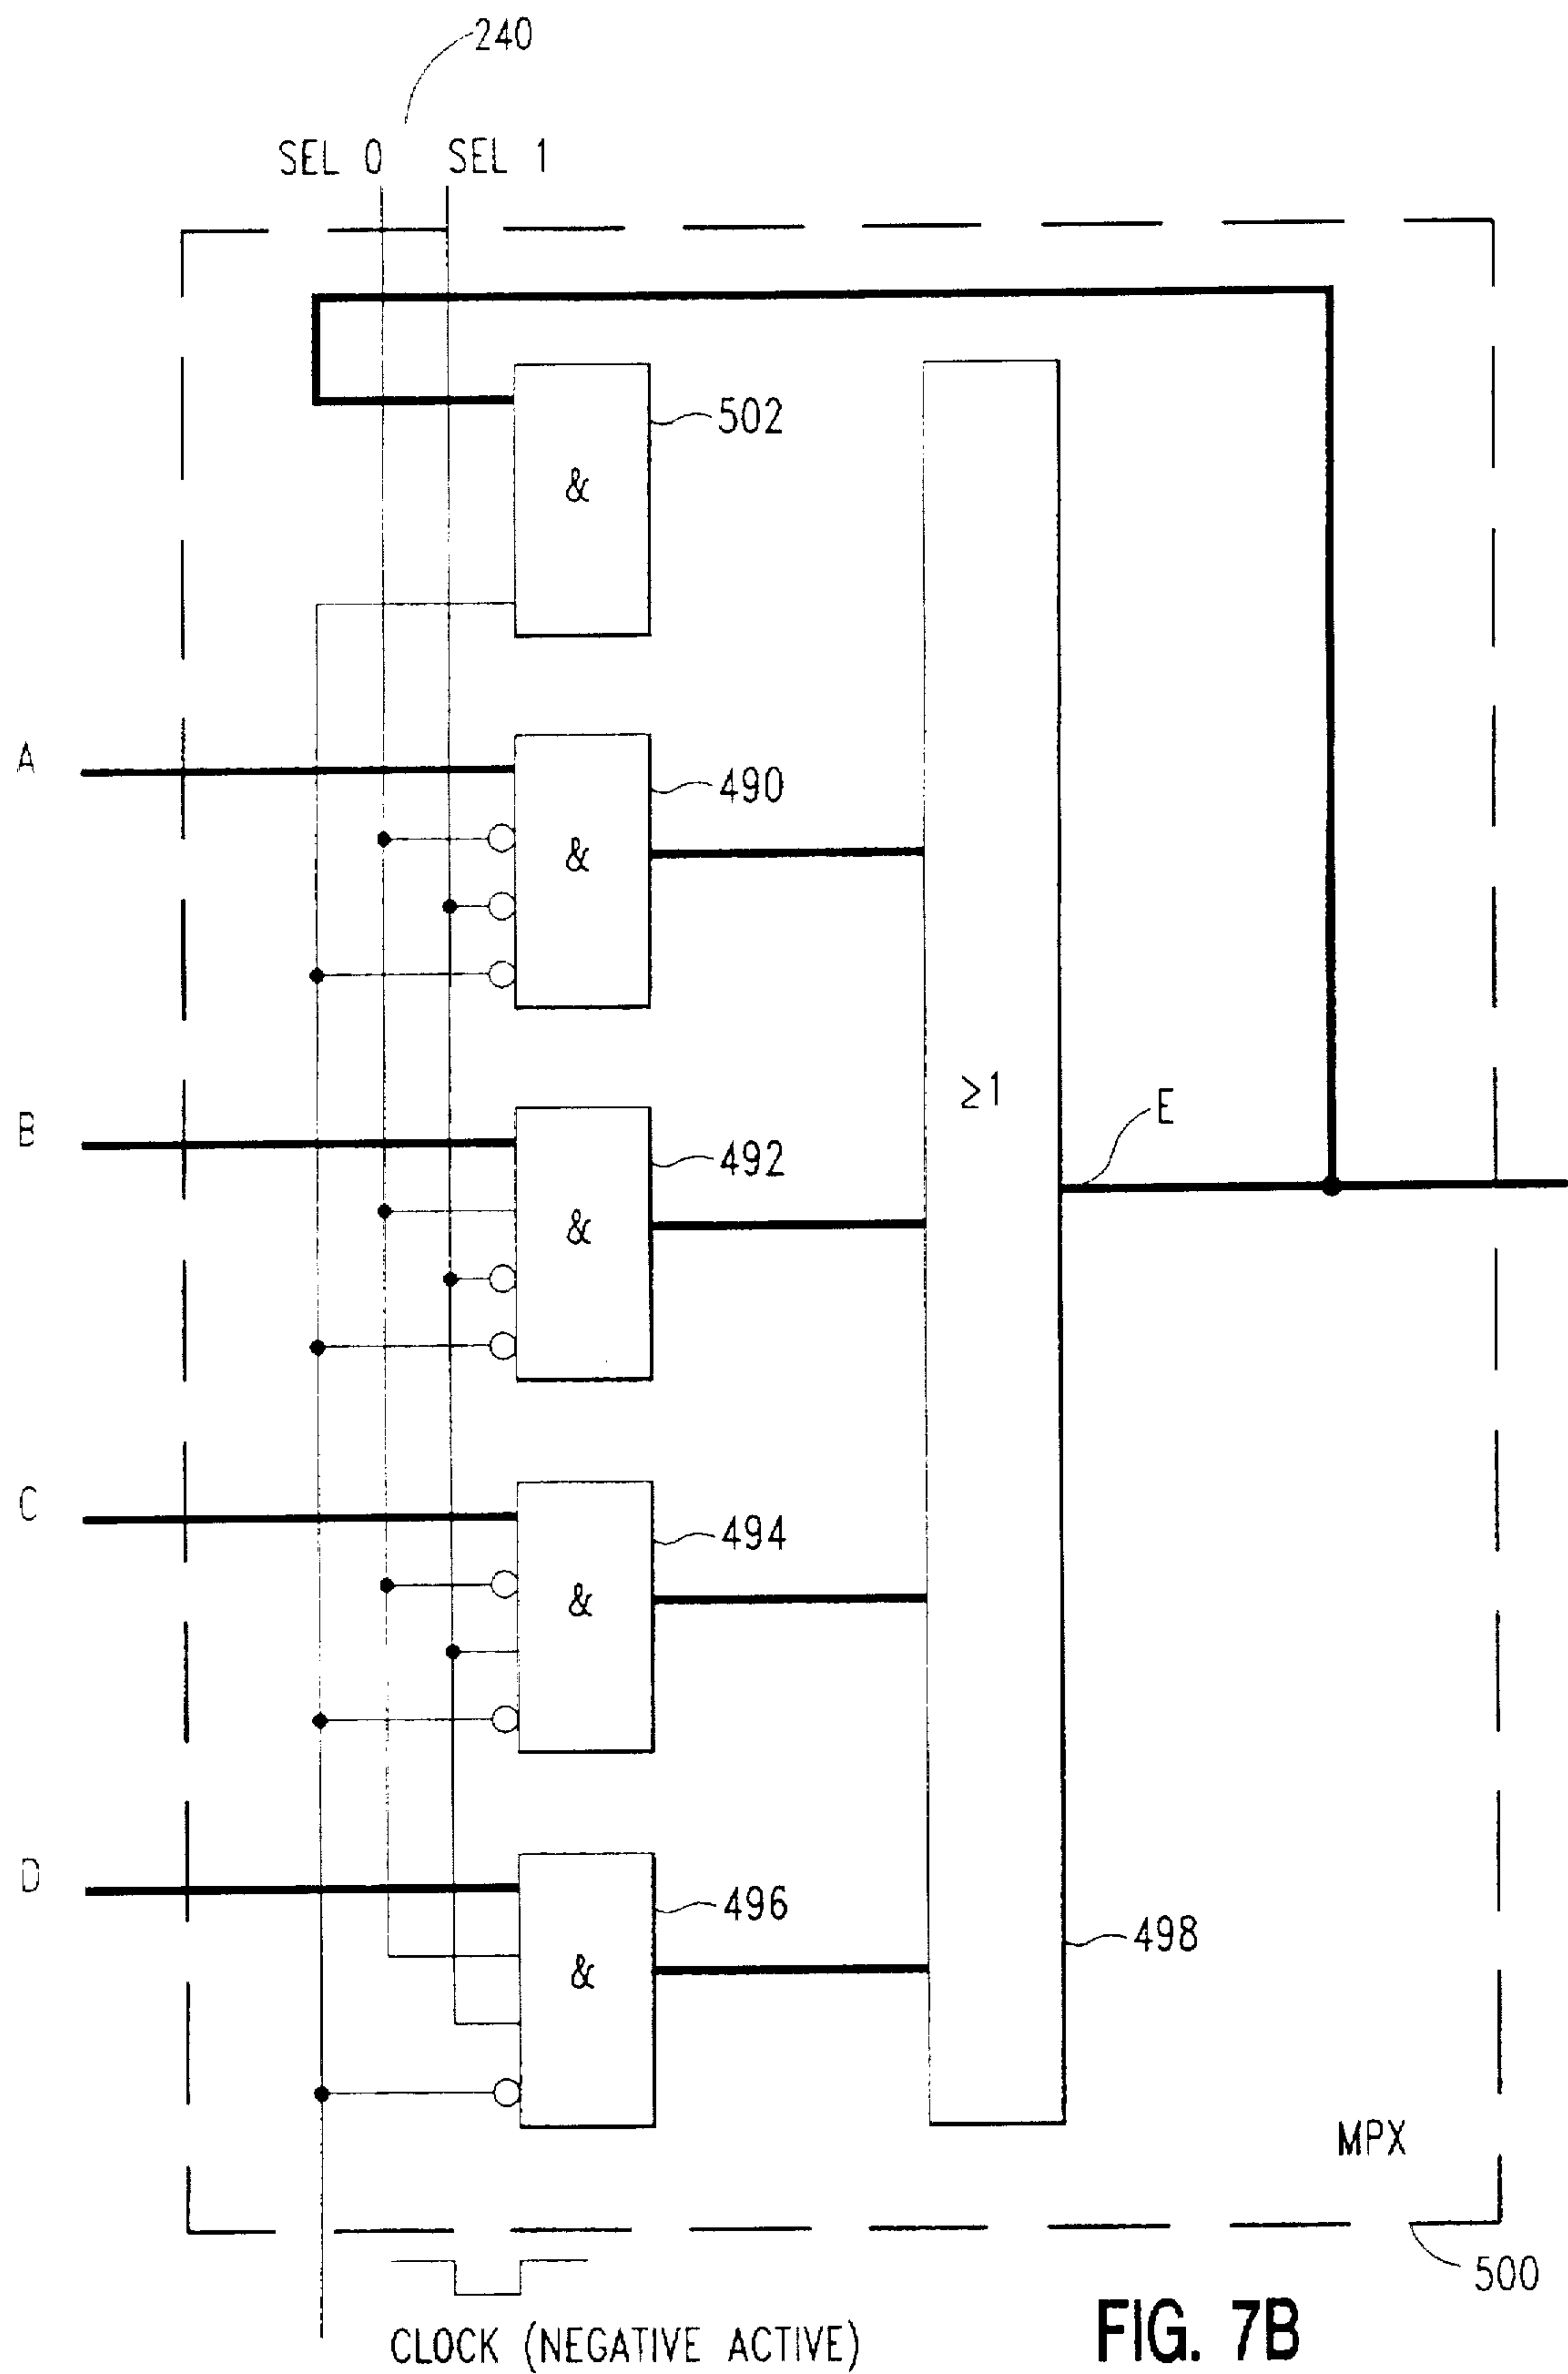 240
SEL 0 SEL 1
502
&
A
490
&
≥1
E
B
492
&
C
494
&
D
496
&
498
MPX
500
CLOCK (NEGATIVE ACTIVE)
FIG. 7B